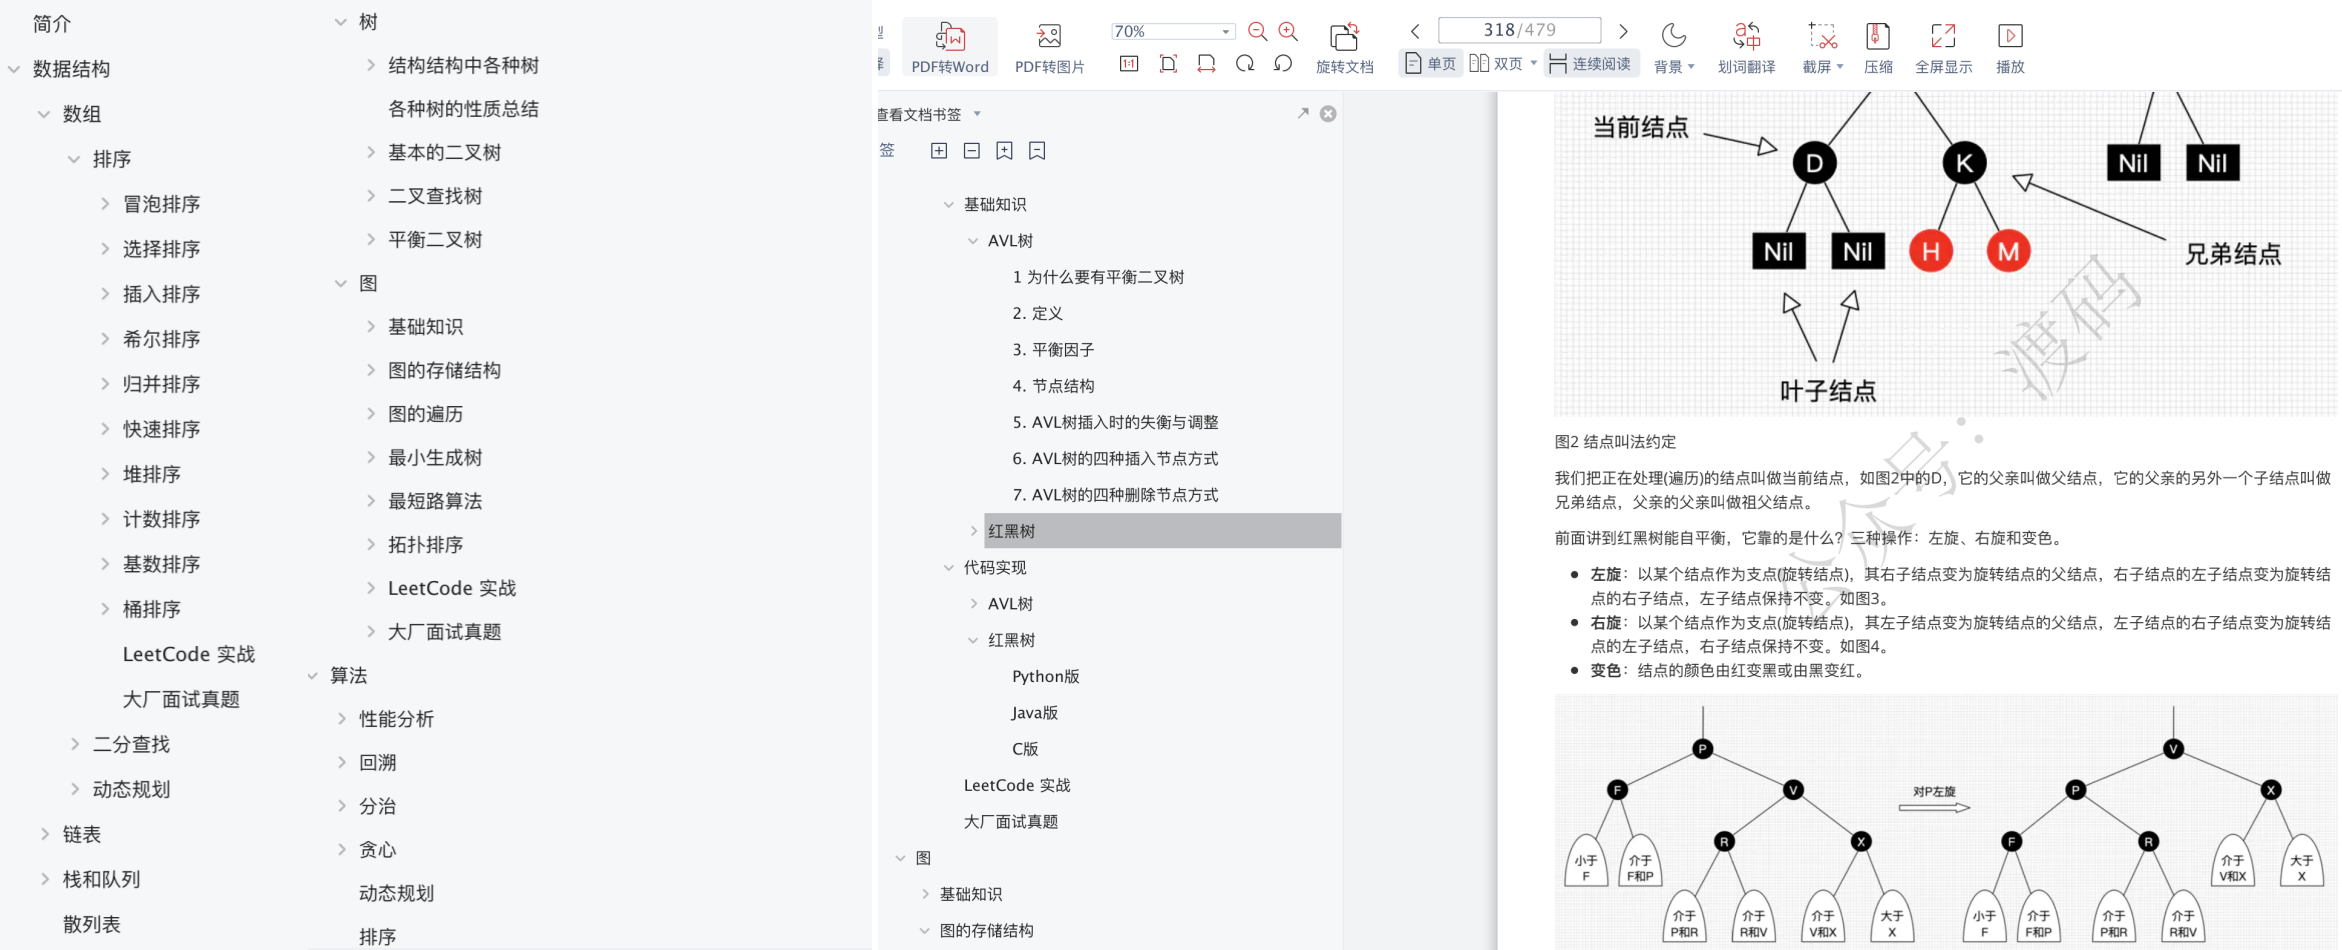 简介
数据结构
数组
排序
冒泡排序
选择排序
插入排序
希尔排序
归并排序
快速排序
堆排序
计数排序
基数排序
桶排序
LeetCode 实战
大厂面试真题
二分查找
动态规划
链表
栈和队列
散列表
树
结构结构中各种树
各种树的性质总结
基本的二叉树
二叉查找树
平衡二叉树
图
基础知识
图的存储结构
图的遍历
最小生成树
最短路算法
拓扑排序
LeetCode 实战
大厂面试真题
算法
性能分析
回溯
分治
贪心
动态规划
排序
PDF转Word
PDF转图片
70%
1:1
旋转文档
318/479
单页
双页
连续阅读
背景
划词翻译
截屏
压缩
全屏显示
播放
查看文档书签
签
基础知识
AVL树
1 为什么要有平衡二叉树
2. 定义
3. 平衡因子
4. 节点结构
5. AVL树插入时的失衡与调整
6. AVL树的四种插入节点方式
7. AVL树的四种删除节点方式
红黑树
代码实现
AVL树
红黑树
Python版
Java版
C版
LeetCode 实战
大厂面试真题
图
基础知识
图的存储结构
当前结点
D
K
Nil
Nil
Nil
Nil
H
M
兄弟结点
叶子结点
公众号：渡码
图2 结点叫法约定
我们把正在处理(遍历)的结点叫做当前结点，如图2中的D，它的父亲叫做父结点，它的父亲的另外一个子结点叫做
兄弟结点，父亲的父亲叫做祖父结点。
前面讲到红黑树能自平衡，它靠的是什么？三种操作：左旋、右旋和变色。
● 左旋：以某个结点作为支点(旋转结点)，其右子结点变为旋转结点的父结点，右子结点的左子结点变为旋转结
点的右子结点，左子结点保持不变。如图3。
● 右旋：以某个结点作为支点(旋转结点)，其左子结点变为旋转结点的父结点，左子结点的右子结点变为旋转结
点的左子结点，右子结点保持不变。如图4。
● 变色：结点的颜色由红变黑或由黑变红。
P
F
V
R
X
小于
F
介于
F和P
介于
P和R
介于
R和V
介于
V和X
大于
X
对P左旋
V
P
X
F
R
介于
V和X
大于
X
小于
F
介于
F和P
介于
P和R
介于
R和V